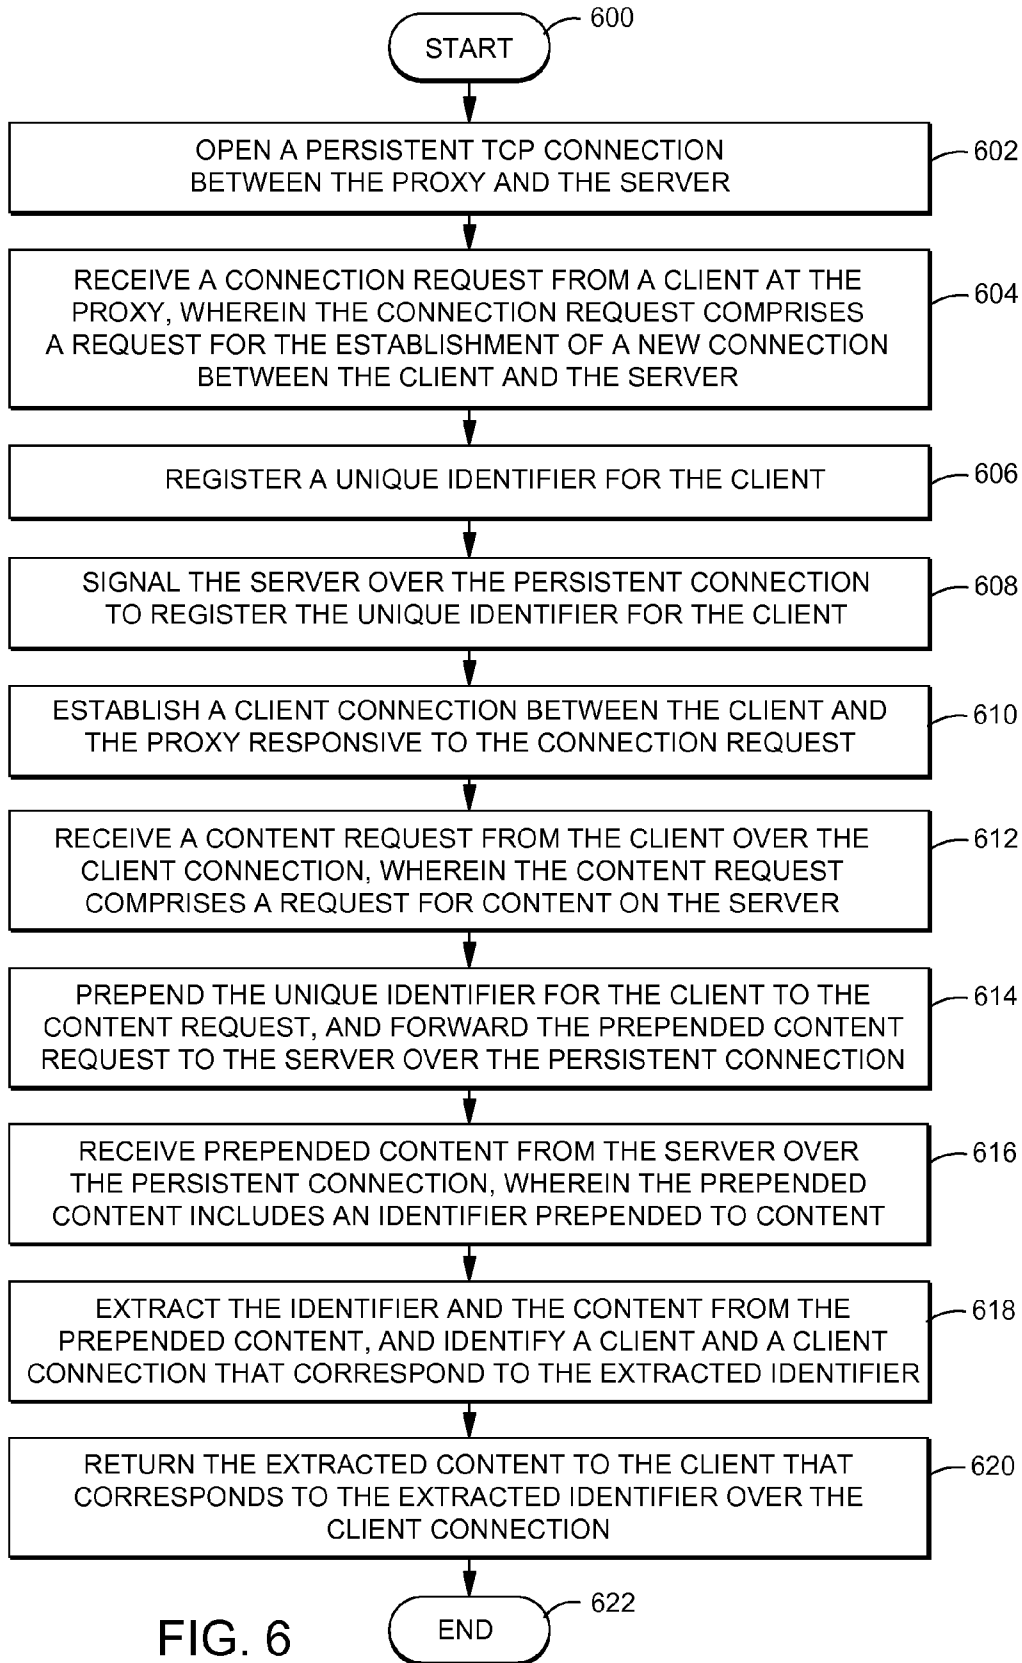 START
600
OPEN A PERSISTENT TCP CONNECTION
BETWEEN THE PROXY AND THE SERVER
602
RECEIVE A CONNECTION REQUEST FROM A CLIENT AT THE
PROXY, WHEREIN THE CONNECTION REQUEST COMPRISES
A REQUEST FOR THE ESTABLISHMENT OF A NEW CONNECTION
BETWEEN THE CLIENT AND THE SERVER
604
REGISTER A UNIQUE IDENTIFIER FOR THE CLIENT
606
SIGNAL THE SERVER OVER THE PERSISTENT CONNECTION
TO REGISTER THE UNIQUE IDENTIFIER FOR THE CLIENT
608
ESTABLISH A CLIENT CONNECTION BETWEEN THE CLIENT AND
THE PROXY RESPONSIVE TO THE CONNECTION REQUEST
610
RECEIVE A CONTENT REQUEST FROM THE CLIENT OVER THE
CLIENT CONNECTION, WHEREIN THE CONTENT REQUEST
COMPRISES A REQUEST FOR CONTENT ON THE SERVER
612
PREPEND THE UNIQUE IDENTIFIER FOR THE CLIENT TO THE
CONTENT REQUEST, AND FORWARD THE PREPENDED CONTENT
REQUEST TO THE SERVER OVER THE PERSISTENT CONNECTION
614
RECEIVE PREPENDED CONTENT FROM THE SERVER OVER
THE PERSISTENT CONNECTION, WHEREIN THE PREPENDED
CONTENT INCLUDES AN IDENTIFIER PREPENDED TO CONTENT
616
EXTRACT THE IDENTIFIER AND THE CONTENT FROM THE
PREPENDED CONTENT, AND IDENTIFY A CLIENT AND A CLIENT
CONNECTION THAT CORRESPOND TO THE EXTRACTED IDENTIFIER
618
RETURN THE EXTRACTED CONTENT TO THE CLIENT THAT
CORRESPONDS TO THE EXTRACTED IDENTIFIER OVER THE
CLIENT CONNECTION
620
END
622
FIG. 6